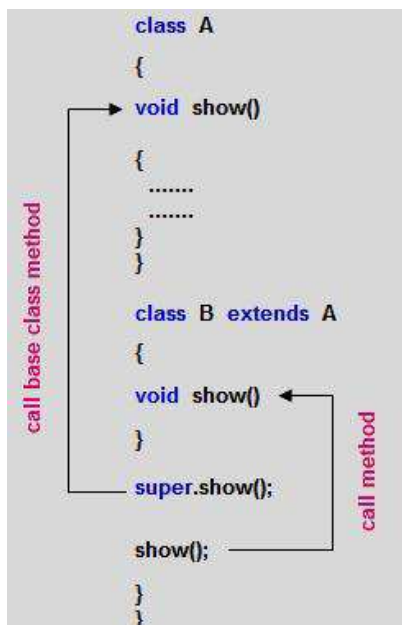 class A
{
void show()
{
.......
.......
}
}
class B extends A
{
void show()
}
super.show();
show();
}
}
call base class method
call method